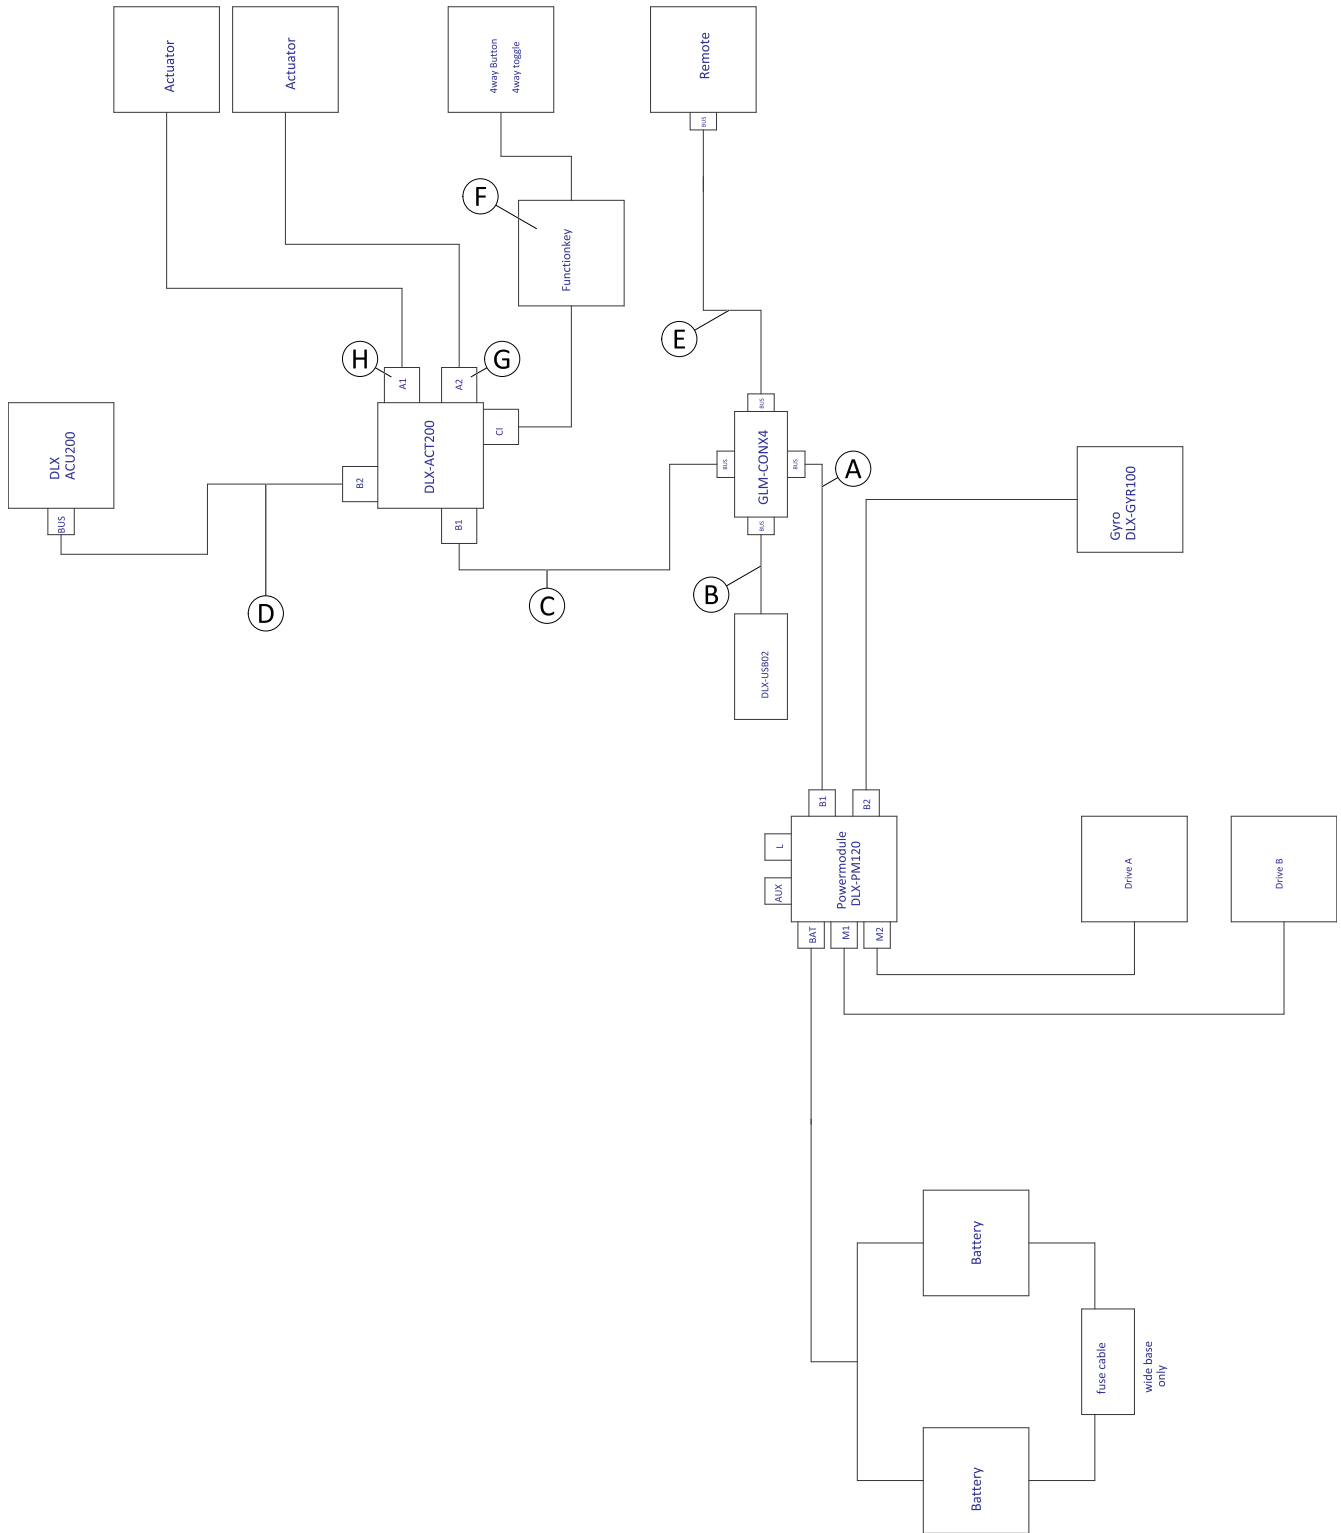 Actuator
Actuator
4way Button
4way toggle
Remote
BUS
F
Functionkey
E
H
G
A1
A2
CI
DLX-ACT200
B2
B1
DLX
ACU200
BUS
D
C
BUS
BUS
GLM-CONX4
BUS
BUS
A
B
DLX-USB02
Gyro
DLX-GYR100
B1
B2
L
AUX
Powermodule
DLX-PM120
BAT
M1
M2
Drive A
Drive B
Battery
fuse cable
wide base
only
Battery